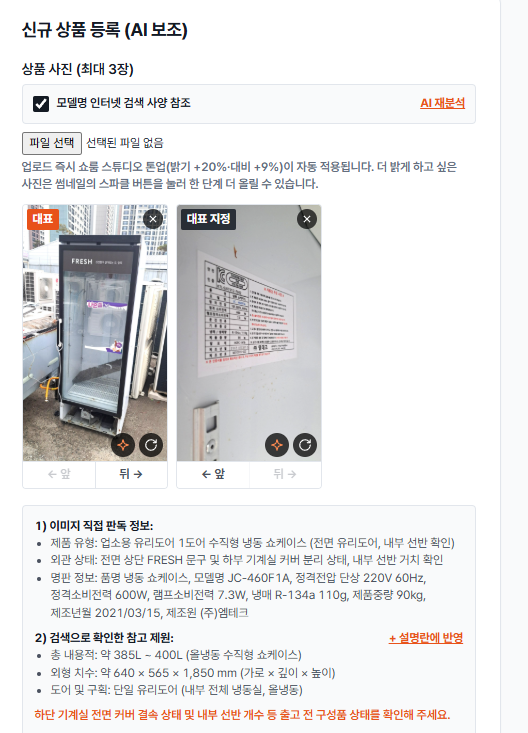 신규 상품 등록 (AI 보조)
상품 사진 (최대 3장)
모델명 인터넷 검색 사양 참조
AI 재분석
파일 선택 선택된 파일 없음
업로드 즉시 쇼룸 스튜디오 톤업(밝기 +20%·대비 +9%)이 자동 적용됩니다. 더 밝게 하고 싶은
사진은 썸네일의 스파클 버튼을 눌러 한 단계 더 올릴 수 있습니다.
대표
대표 지정
FRESH
← 앞
뒤 →
← 앞
뒤 →
1) 이미지 직접 판독 정보:
제품 유형: 업소용 유리도어 1도어 수직형 냉동 쇼케이스 (전면 유리도어, 내부 선반 확인)
외관 상태: 전면 상단 FRESH 문구 및 하부 기계실 커버 분리 상태, 내부 선반 거치 확인
명판 정보: 품명 냉동 쇼케이스, 모델명 JC-460F1A, 정격전압 단상 220V 60Hz,
정격소비전력 600W, 램프소비전력 7.3W, 냉매 R-134a 110g, 제품중량 90kg,
제조년월 2021/03/15, 제조원 (주)엠테크
2) 검색으로 확인한 참고 제원:
+ 설명란에 반영
총 내용적: 약 385L ~ 400L (올냉동 수직형 쇼케이스)
외형 치수: 약 640 × 565 × 1,850 mm (가로 × 깊이 × 높이)
도어 및 구획: 단일 유리도어 (내부 전체 냉동실, 올냉동)
하단 기계실 전면 커버 결속 상태 및 내부 선반 개수 등 출고 전 구성품 상태를 확인해 주세요.